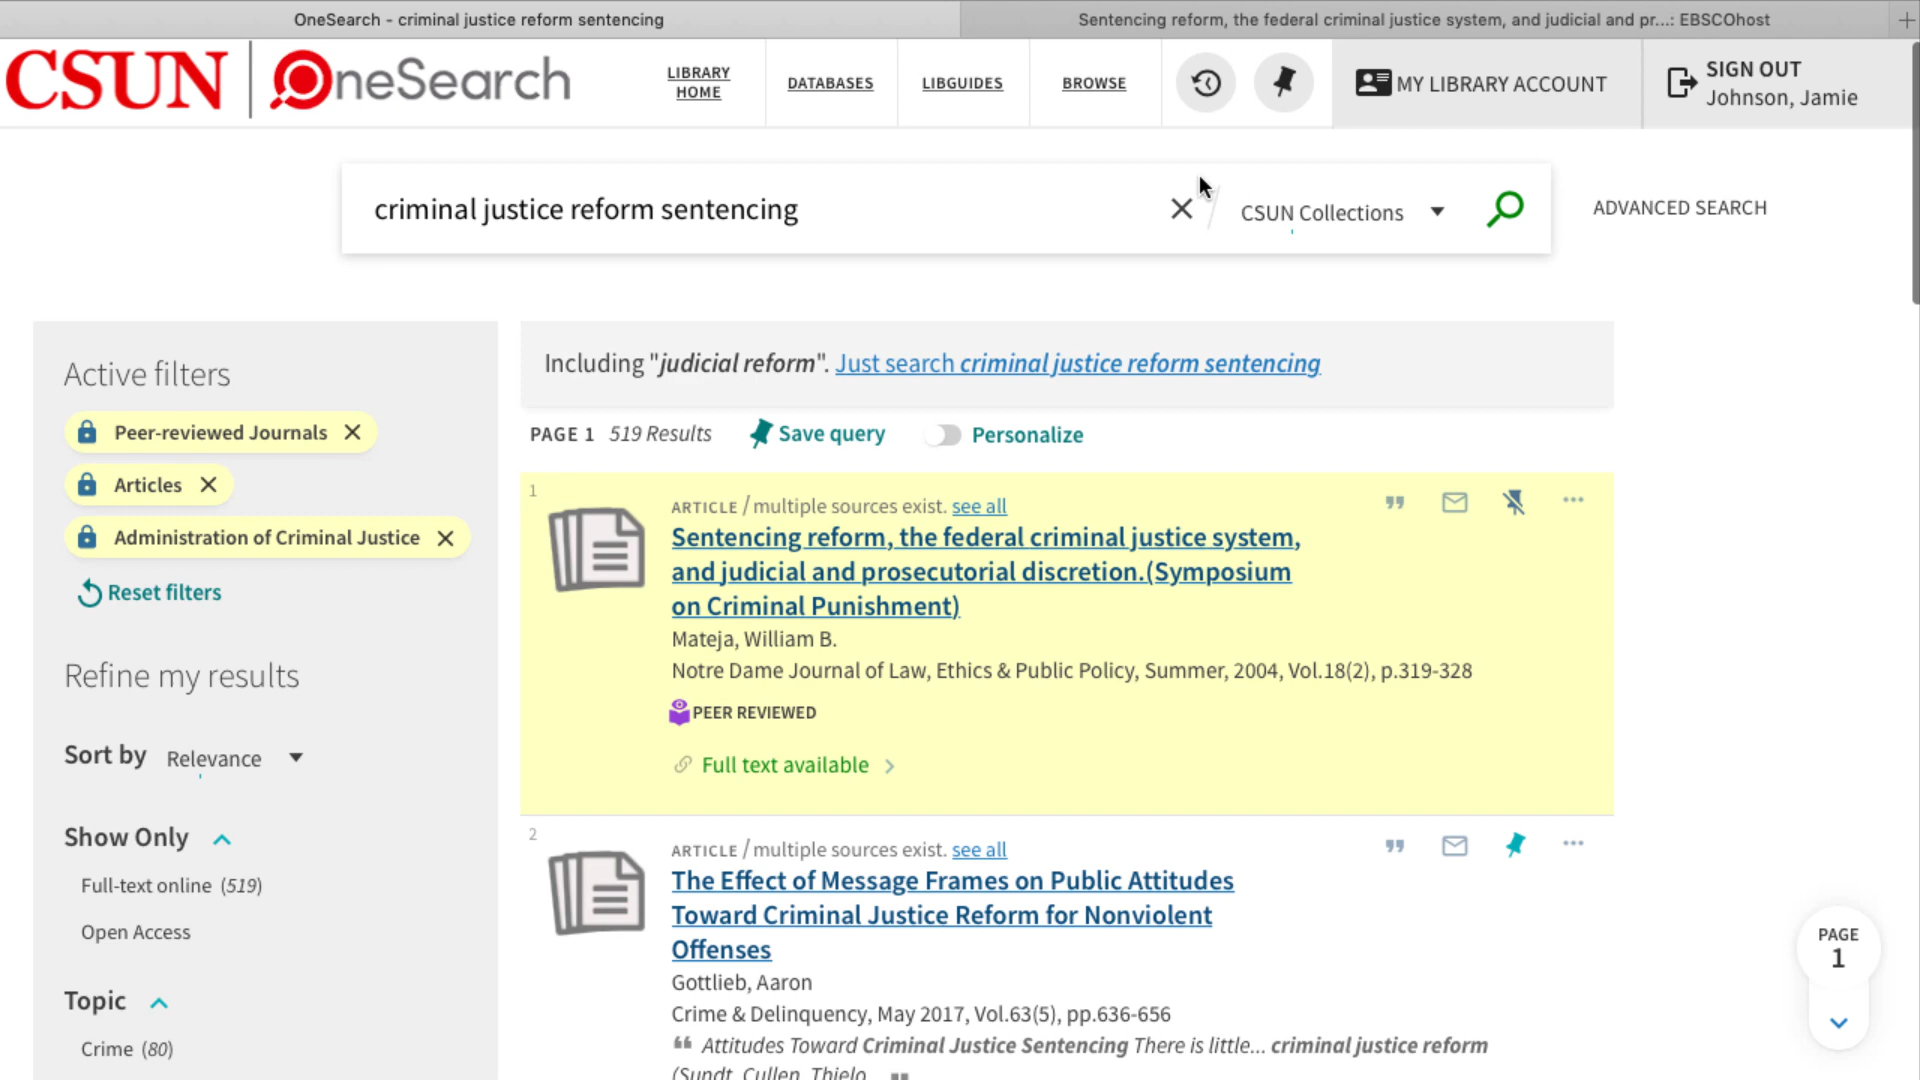 OneSearch - criminal justice reform sentencing
Sentencing reform, the federal criminal justice system, and judicial and pr...: EBSCOhost
CSUN OneSearch
LIBRARY
HOME
DATABASES
LIBGUIDES
BROWSE
MY LIBRARY ACCOUNT
SIGN OUT
Johnson, Jamie
criminal justice reform sentencing
CSUN Collections
ADVANCED SEARCH
Active filters
Peer-reviewed Journals
Articles
Administration of Criminal Justice
Reset filters
Refine my results
Sort by Relevance
Show Only
Full-text online (519)
Open Access
Topic
Crime (80)
Including "judicial reform". Just search criminal justice reform sentencing
PAGE 1 519 Results Save query Personalize
1
ARTICLE / multiple sources exist. see all
Sentencing reform, the federal criminal justice system,
and judicial and prosecutorial discretion.(Symposium
on Criminal Punishment)
Mateja, William B.
Notre Dame Journal of Law, Ethics & Public Policy, Summer, 2004, Vol.18(2), p.319-328
PEER REVIEWED
Full text available
2
ARTICLE / multiple sources exist. see all
The Effect of Message Frames on Public Attitudes
Toward Criminal Justice Reform for Nonviolent
Offenses
Gottlieb, Aaron
Crime & Delinquency, May 2017, Vol.63(5), pp.636-656
❝ Attitudes Toward Criminal Justice Sentencing There is little... criminal justice reform
(Sundt, Cullen, Thielo... ❞
PAGE
1